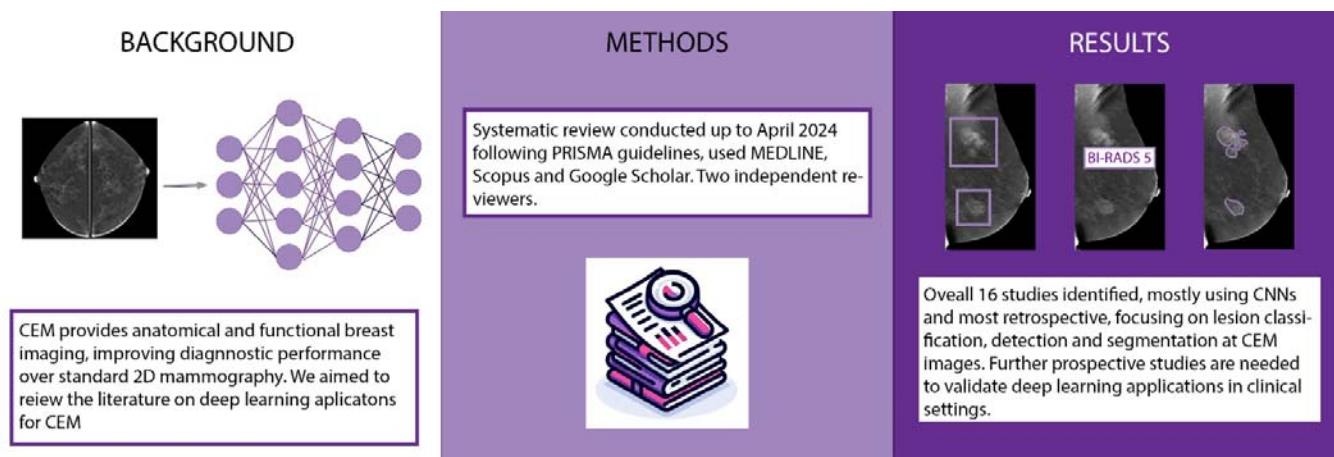 BACKGROUND
CEM provides anatomical and functional breast
imaging, improving diagnnostic performance
over standard 2D mammography. We aimed to
reiew the literature on deep learning aplicatons
for CEM
METHODS
Systematic review conducted up to April 2024
following PRISMA guidelines, used MEDLINE,
Scopus and Google Scholar. Two independent re-
viewers.
RESULTS
BI-RADS 5
Oveall 16 studies identified, mostly using CNNs
and most retrospective, focusing on lesion classi-
fication, detection and segmentation at CEM
images. Further prospective studies are needed
to validate deep learning applications in clinical
settings.